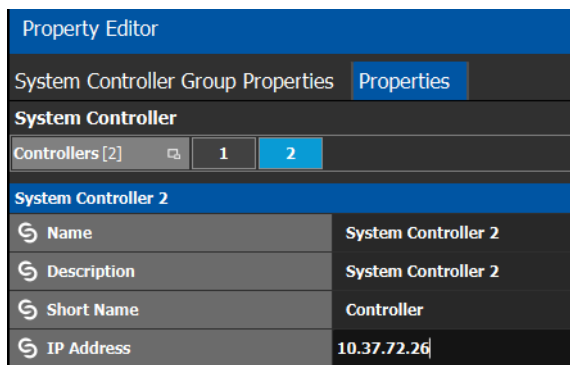 Property Editor
System Controller Group Properties Properties
System Controller
Controllers [2] 1 2
System Controller 2
Name System Controller 2
Description System Controller 2
Short Name Controller
IP Address 10.37.72.26